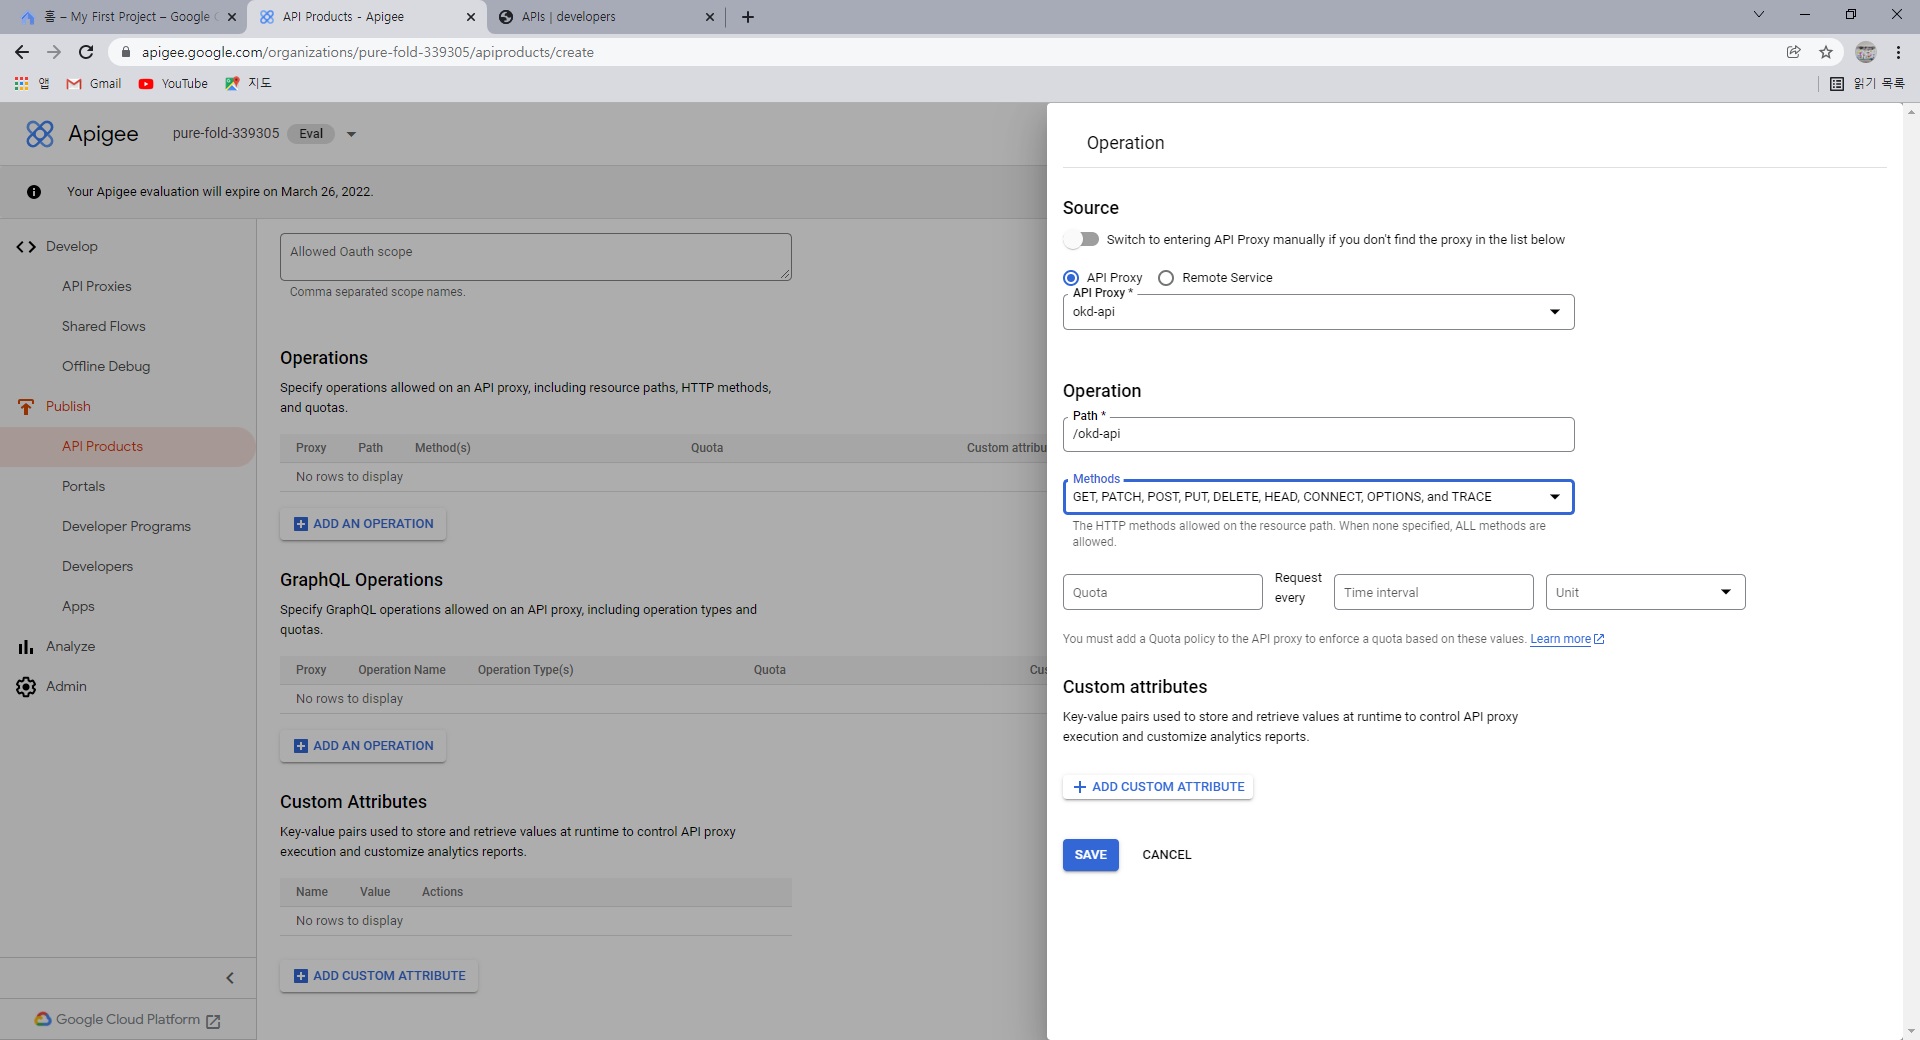 홈 – My First Project – Google C
API Products - Apigee
APIs | developers
apigee.google.com/organizations/pure-fold-339305/apiproducts/create
앱
Gmail
YouTube
지도
읽기 목록
Apigee
pure-fold-339305
Eval
Your Apigee evaluation will expire on March 26, 2022.
Develop
API Proxies
Shared Flows
Offline Debug
Publish
API Products
Portals
Developer Programs
Developers
Apps
Analyze
Admin
Google Cloud Platform
Allowed Oauth scope
Comma separated scope names.
Operations
Specify operations allowed on an API proxy, including resource paths, HTTP methods,
and quotas.
Proxy Path Method(s) Quota Custom attribu
No rows to display
ADD AN OPERATION
GraphQL Operations
Specify GraphQL operations allowed on an API proxy, including operation types and
quotas.
Proxy Operation Name Operation Type(s) Quota Cus
No rows to display
ADD AN OPERATION
Custom Attributes
Key-value pairs used to store and retrieve values at runtime to control API proxy
execution and customize analytics reports.
Name Value Actions
No rows to display
ADD CUSTOM ATTRIBUTE
Operation
Source
Switch to entering API Proxy manually if you don't find the proxy in the list below
API Proxy
Remote Service
API Proxy *
okd-api
Operation
Path *
/okd-api
Methods
GET, PATCH, POST, PUT, DELETE, HEAD, CONNECT, OPTIONS, and TRACE
The HTTP methods allowed on the resource path. When none specified, ALL methods are
allowed.
Quota
Request
every
Time interval
Unit
You must add a Quota policy to the API proxy to enforce a quota based on these values. Learn more
Custom attributes
Key-value pairs used to store and retrieve values at runtime to control API proxy
execution and customize analytics reports.
ADD CUSTOM ATTRIBUTE
SAVE
CANCEL